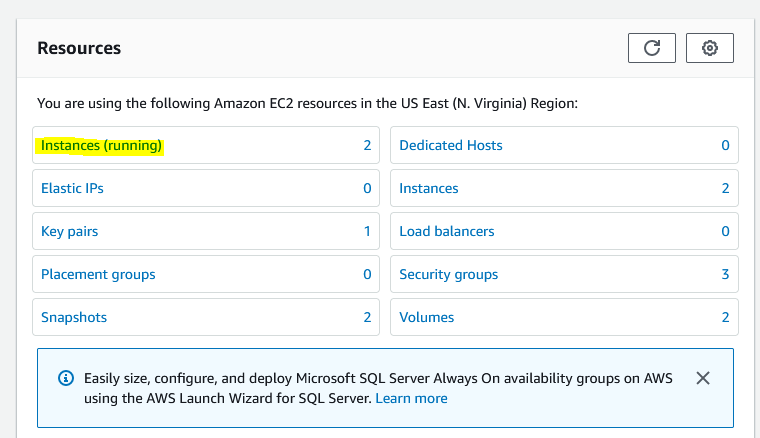 Resources
You are using the following Amazon EC2 resources in the US East (N. Virginia) Region:
Instances (running) 2
Dedicated Hosts 0
Elastic IPs 0
Instances 2
Key pairs 1
Load balancers 0
Placement groups 0
Security groups 3
Snapshots 2
Volumes 2
Easily size, configure, and deploy Microsoft SQL Server Always On availability groups on AWS
using the AWS Launch Wizard for SQL Server. Learn more